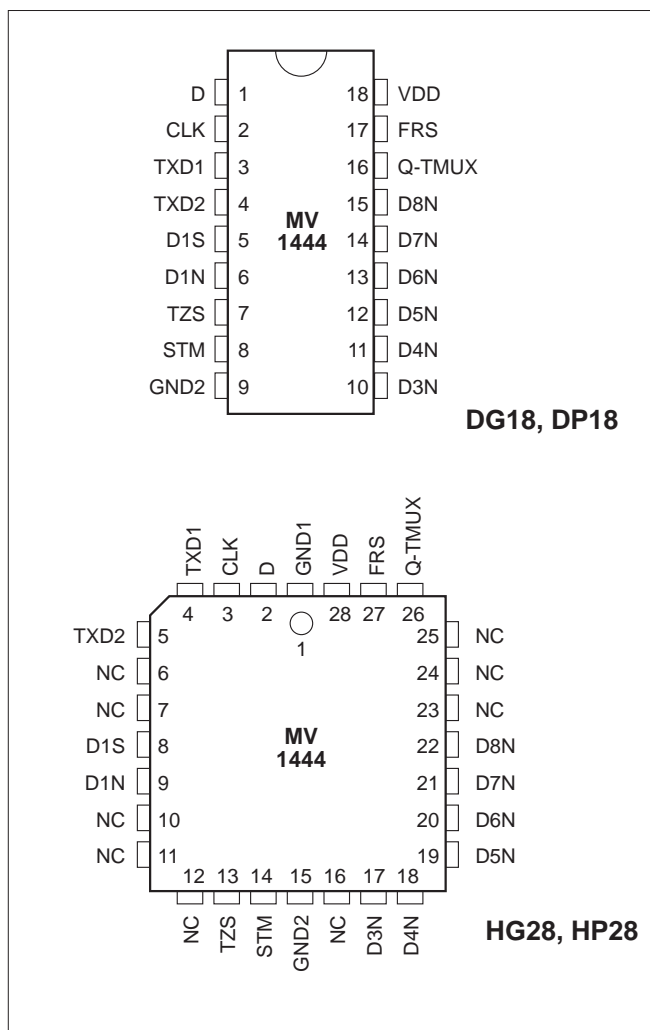 D 1 18 VDD
CLK 2 17 FRS
TXD1 3 16 Q-TMUX
TXD2 4 15 D8N
D1S 5 MV 1444 14 D7N
D1N 6 13 D6N
TZS 7 12 D5N
STM 8 11 D4N
GND2 9 10 D3N
DG18, DP18
TXD1 CLK D GND1 VDD FRS Q-TMUX
4 3 2 1 28 27 26
TXD2 5 25 NC
NC 6 24 NC
NC 7 23 NC
D1S 8 MV 22 D8N
D1N 9 1444 21 D7N
NC 10 20 D6N
NC 11 19 D5N
12 13 14 15 16 17 18
NC TZS STM GND2 NC D3N D4N
HG28, HP28